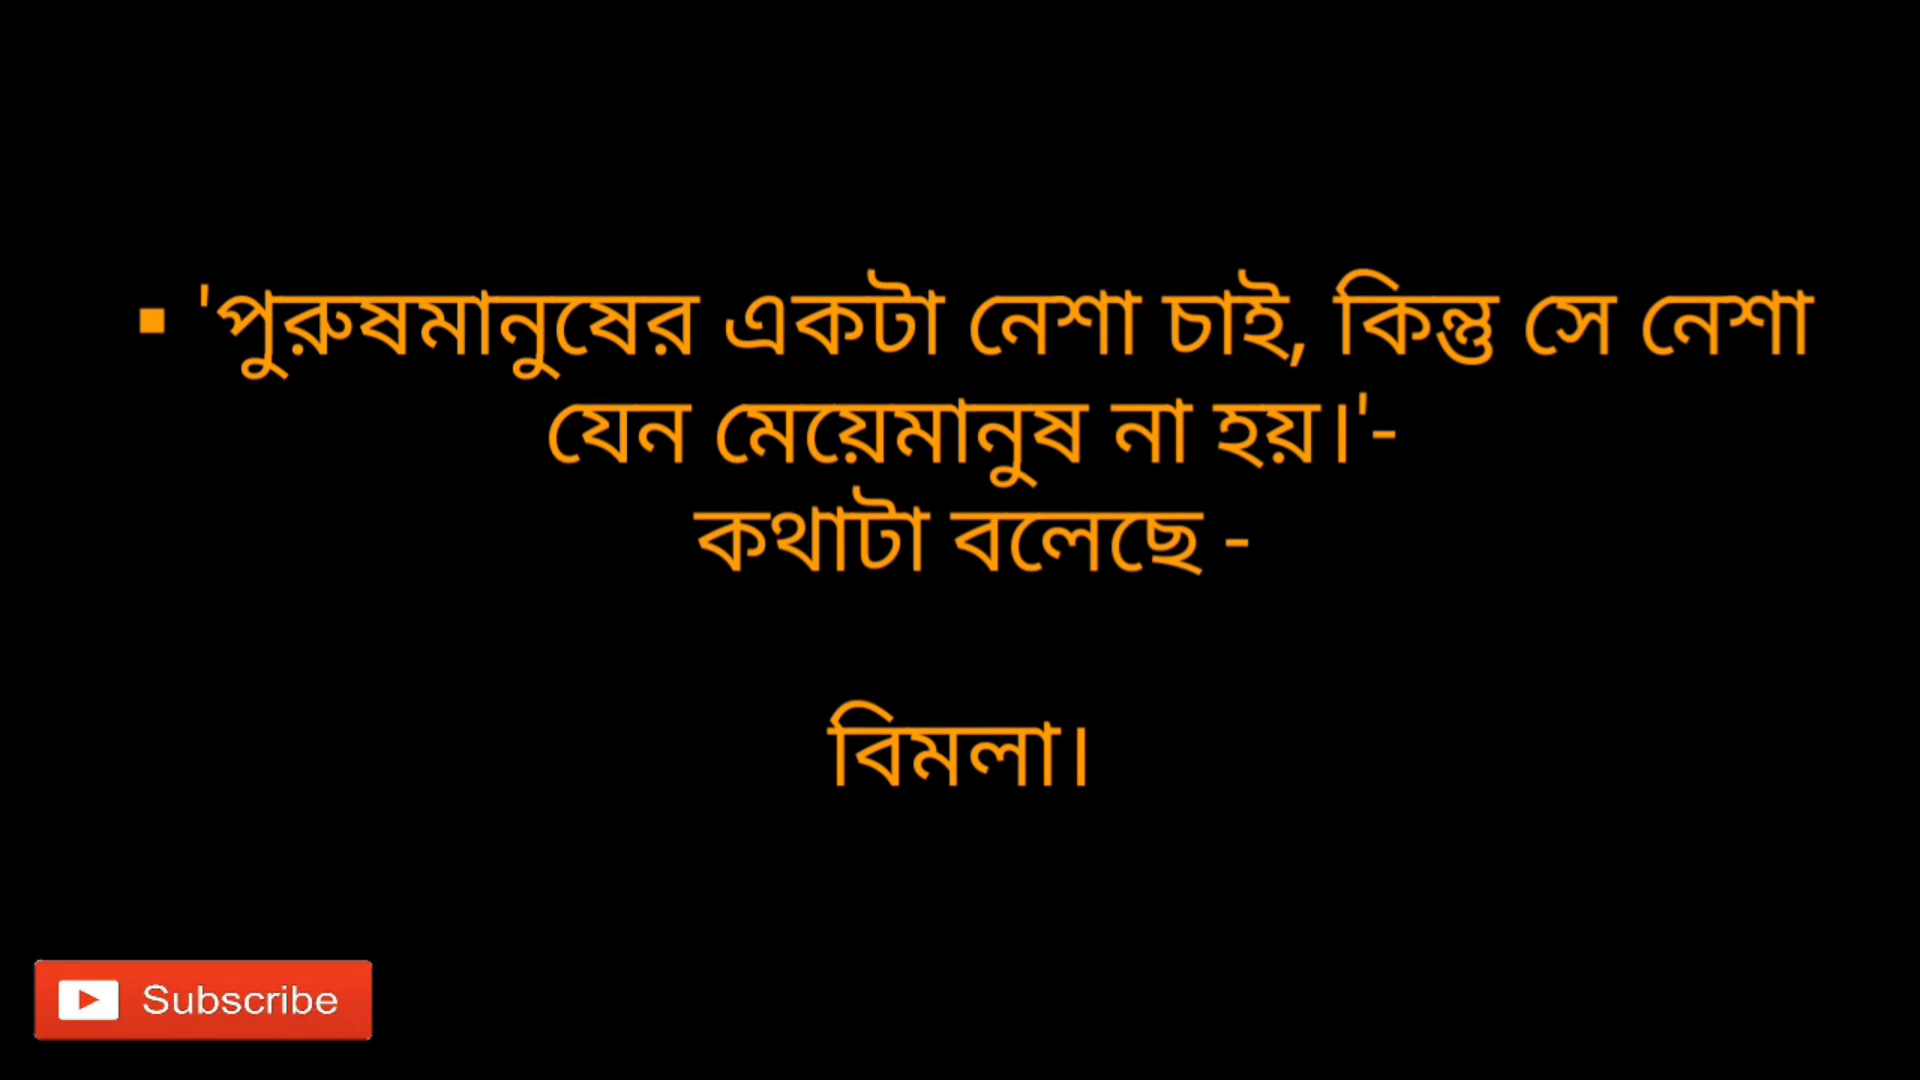 ▪ 'পুরুষমানুষের একটা নেশা চাই, কিন্তু সে নেশা
যেন মেয়েমানুষ না হয়।'-
কথাটা বলেছে -
বিমলা।
Subscribe